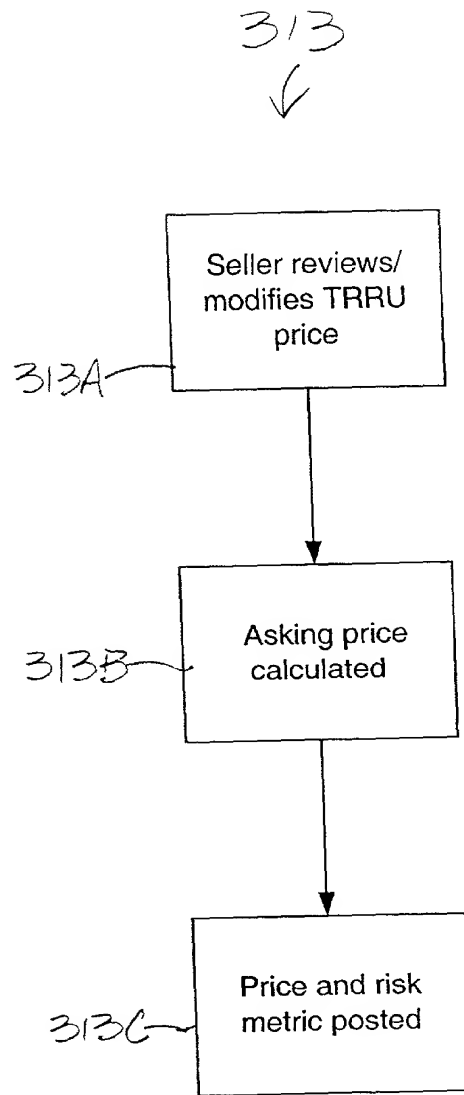 313
Seller reviews/
modifies TRRU
price
313A
Asking price
calculated
313B
Price and risk
metric posted
313C